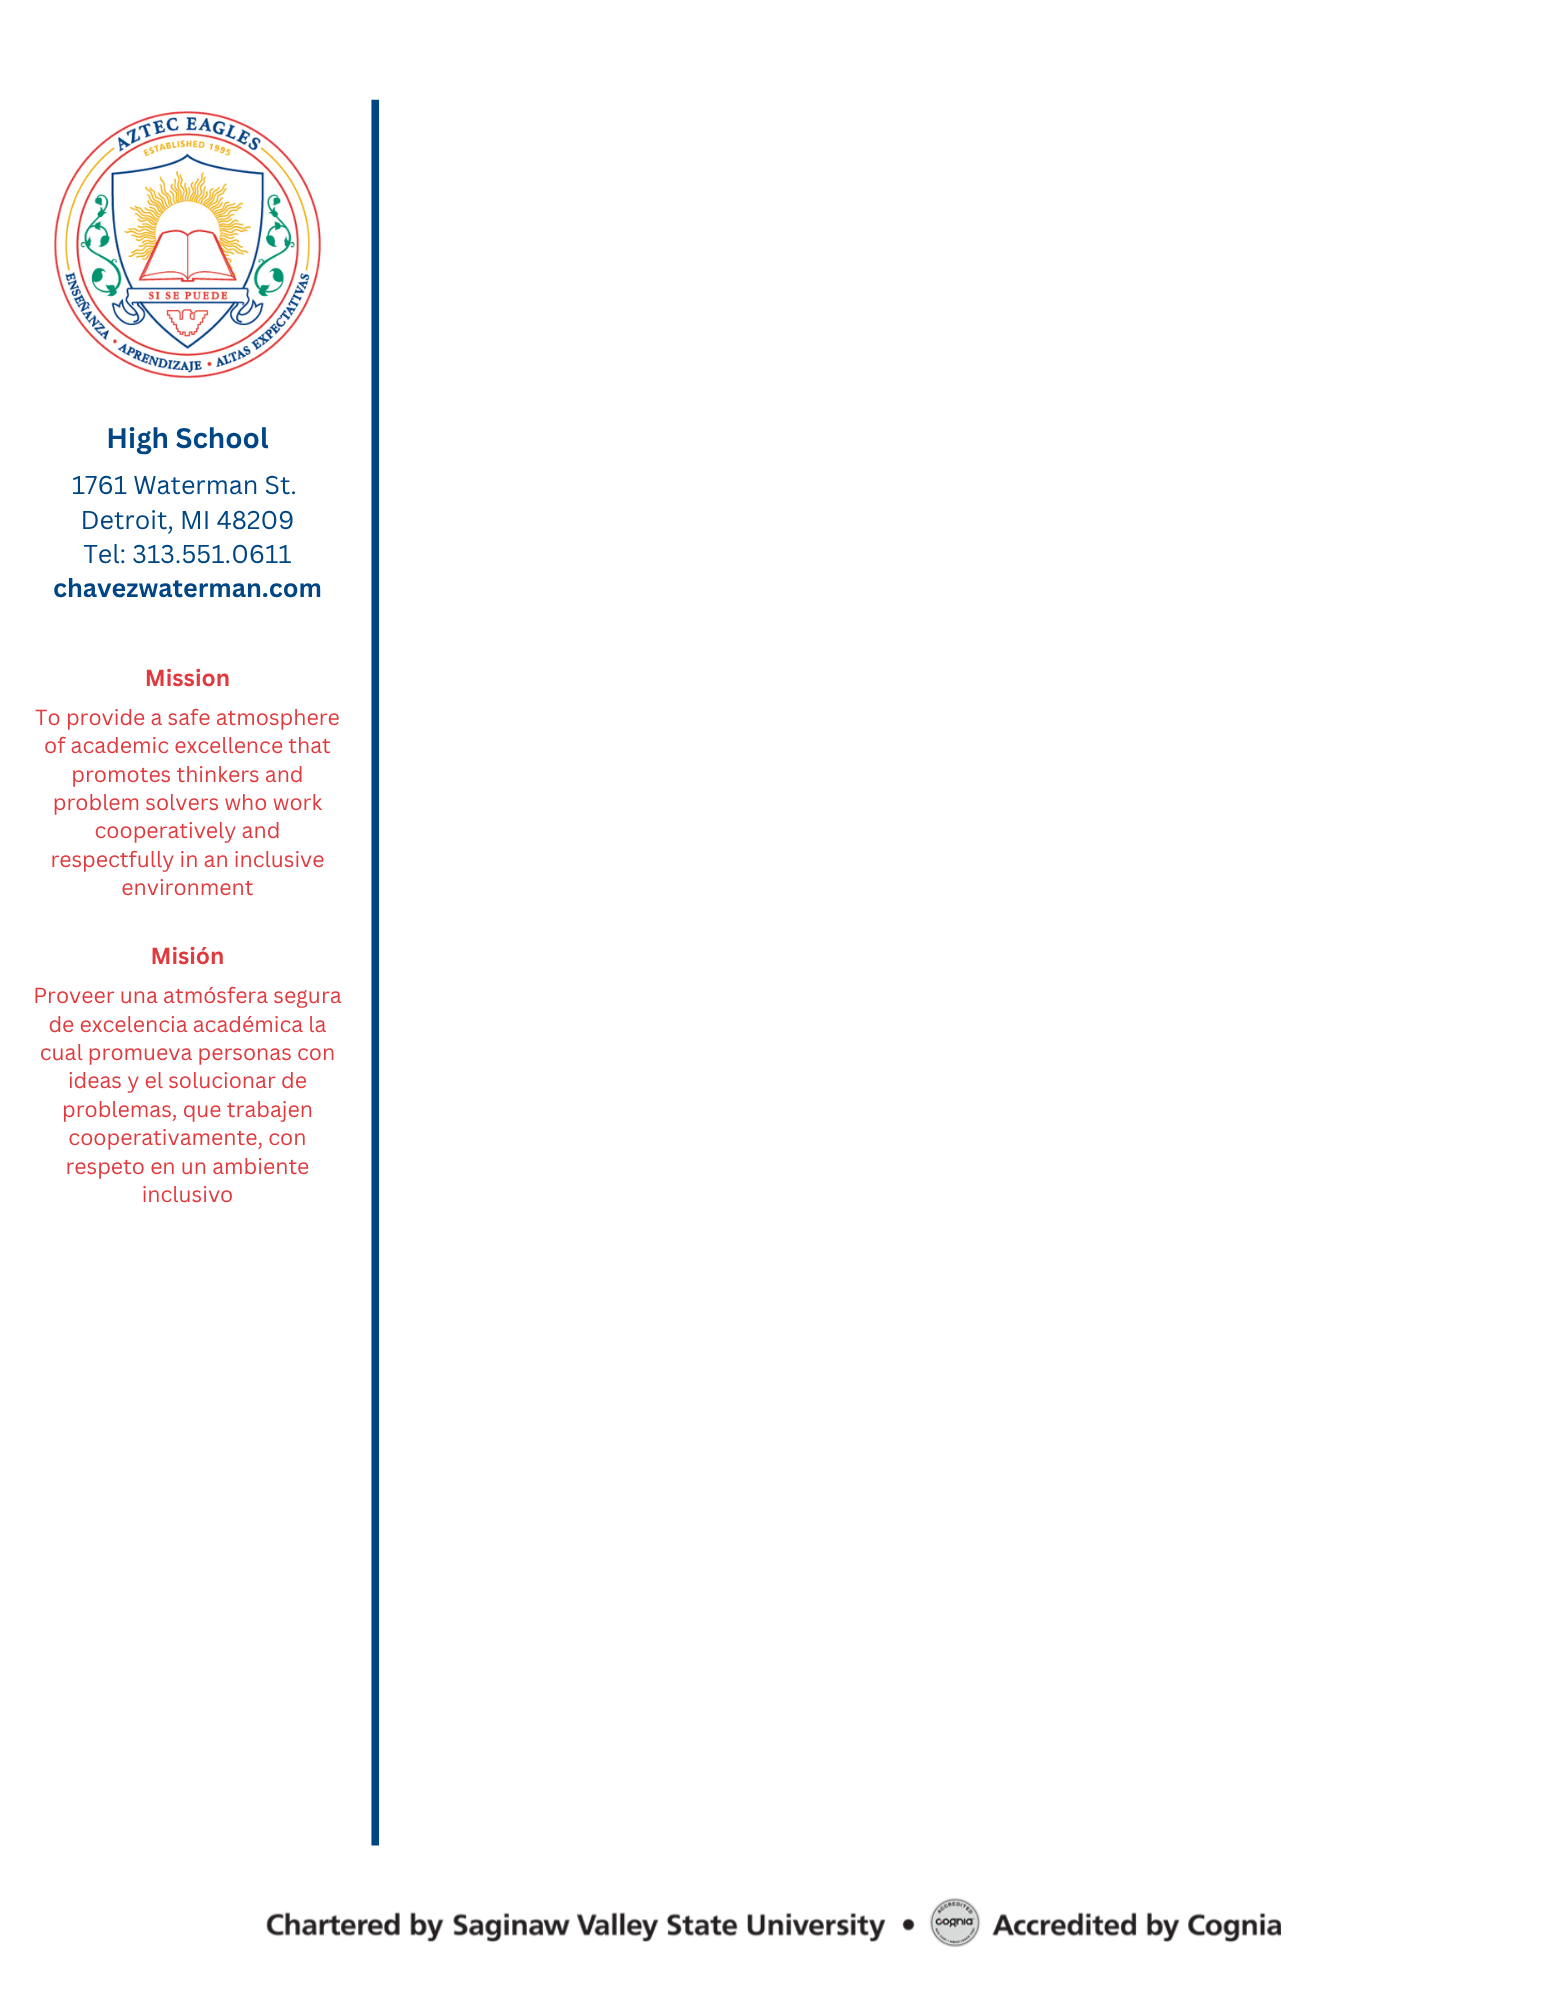 AZTEC EAGLES
ESTABLISHED 1995
SI SE PUEDE
ENSEÑANZA • APRENDIZAJE • ALTAS EXPECTATIVAS
High School
1761 Waterman St.
Detroit, MI 48209
Tel: 313.551.0611
chavezwaterman.com
Mission
To provide a safe atmosphere
of academic excellence that
promotes thinkers and
problem solvers who work
cooperatively and
respectfully in an inclusive
environment
Misión
Proveer una atmósfera segura
de excelencia académica la
cual promueva personas con
ideas y el solucionar de
problemas, que trabajen
cooperativamente, con
respeto en un ambiente
inclusivo
Chartered by Saginaw Valley State University • ACCREDITED cognia Accredited by Cognia